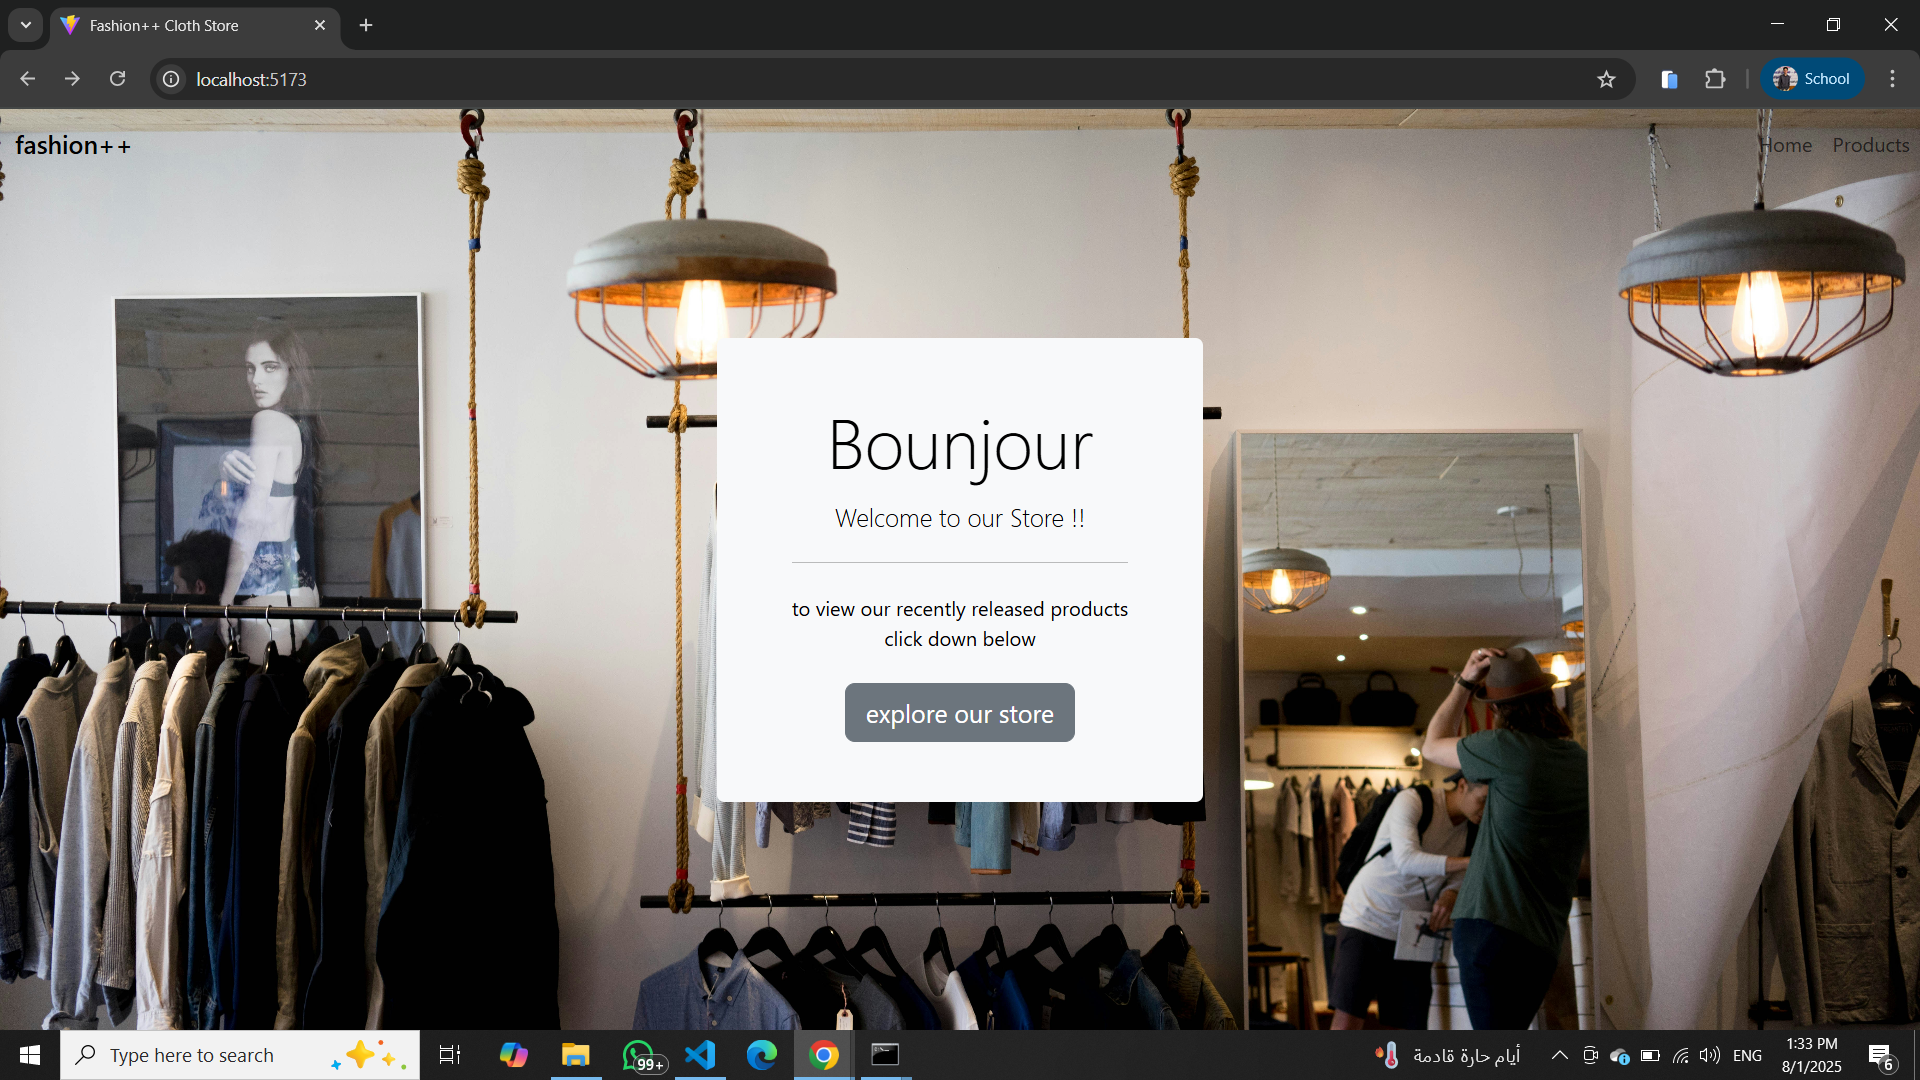 Fashion++ Cloth Store
localhost:5173
School
fashion++
Home
Products
Bounjour
Welcome to our Store !!
to view our recently released products
click down below
explore our store
Type here to search
99+
أيام حارة قادمة
ENG
1:33 PM
8/1/2025
6